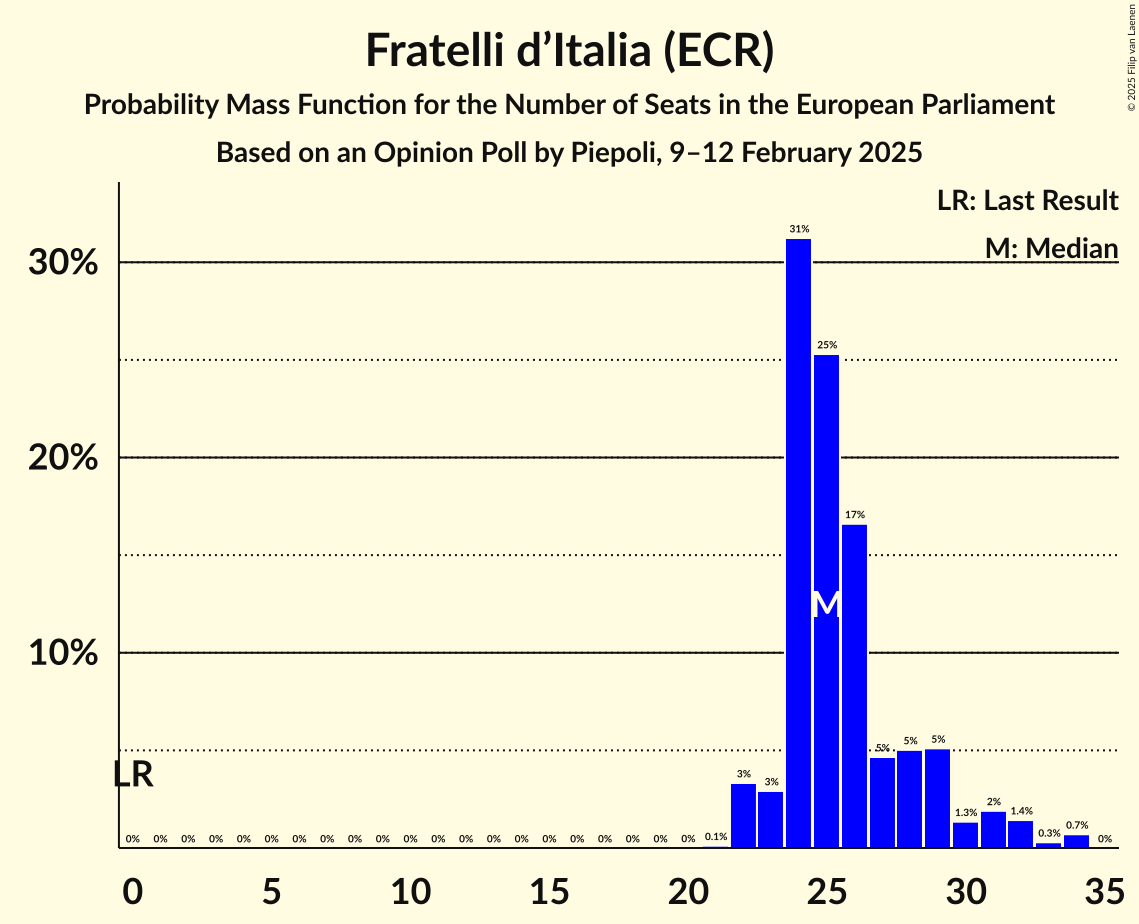 © 2025 Filip van Laenen
Fratelli d’Italia (ECR)
Probability Mass Function for the Number of Seats in the European Parliament
Based on an Opinion Poll by Piepoli, 9–12 February 2025
LR: Last Result
M: Median
30%
20%
10%
31%
25%
17%
M
LR
0% 0% 0% 0% 0% 0% 0% 0% 0% 0% 0% 0% 0% 0% 0% 0% 0% 0% 0% 0% 0% 0.1% 3% 3% 5% 5% 5% 1.3% 2% 1.4% 0.3% 0.7% 0%
0 5 10 15 20 25 30 35